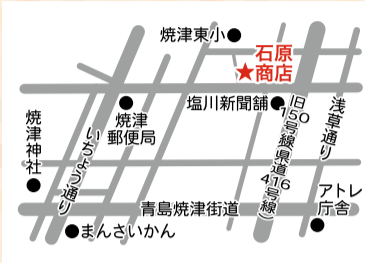 焼津東小
石原
商店
塩川新聞舗
焼津
郵便局
旧150号線(県道416号線)
浅草通り
焼津神社
いちょう通り
アトレ
庁舎
青島焼津街道
まんさいかん